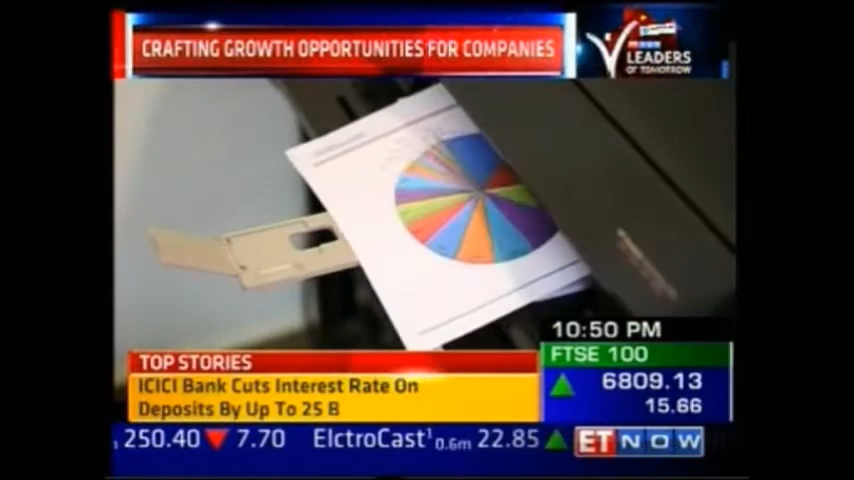 CRAFTING GROWTH OPPORTUNITIES FOR COMPANIES
LEADERS
OF TOMORROW
10:50 PM
FTSE 100
6809.13
15.66
TOP STORIES
ICICI Bank Cuts Interest Rate On
Deposits By Up To 25 B
250.40 7.70 ElctroCast¹ 0.6m 22.85
ET NOW